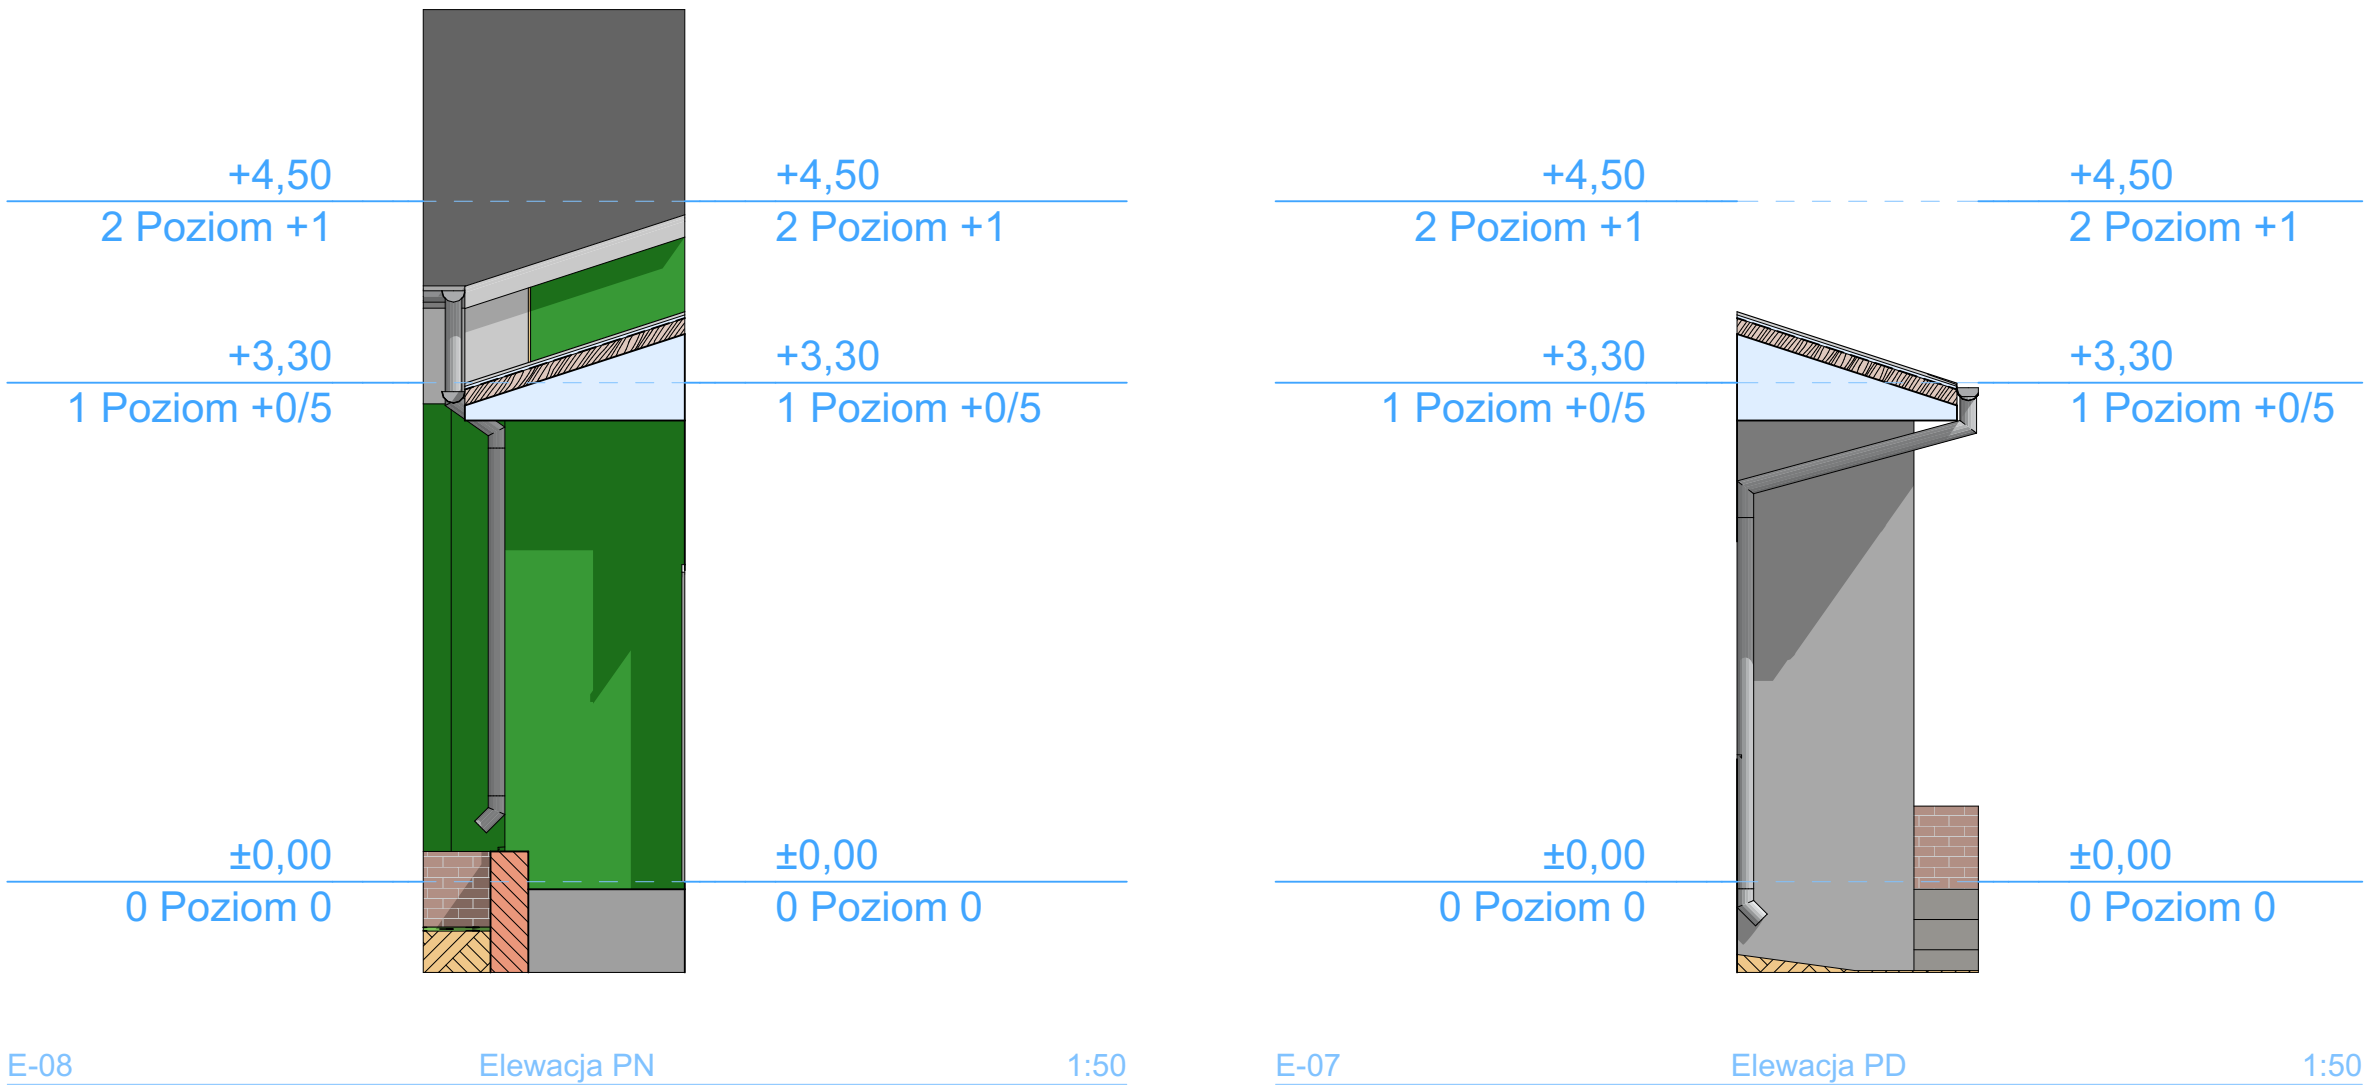 +4,50
2 Poziom +1
+4,50
2 Poziom +1
+4,50
2 Poziom +1
+4,50
2 Poziom +1
+3,30
1 Poziom +0/5
+3,30
1 Poziom +0/5
+3,30
1 Poziom +0/5
+3,30
1 Poziom +0/5
±0,00
0 Poziom 0
±0,00
0 Poziom 0
±0,00
0 Poziom 0
±0,00
0 Poziom 0
E-08 Elewacja PN 1:50
E-07 Elewacja PD 1:50